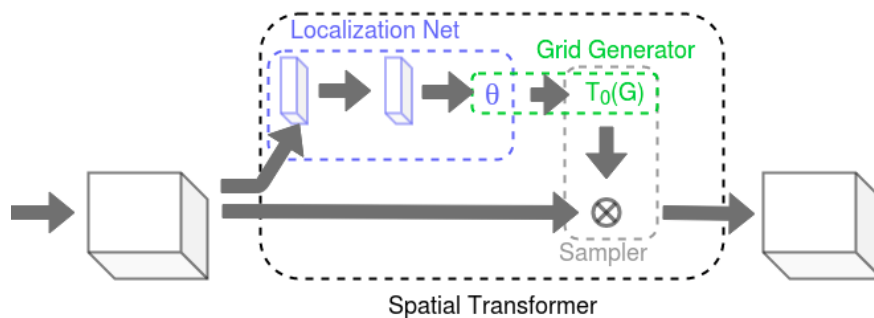 Localization Net
Grid Generator
θ
T₀(G)
Sampler
Spatial Transformer